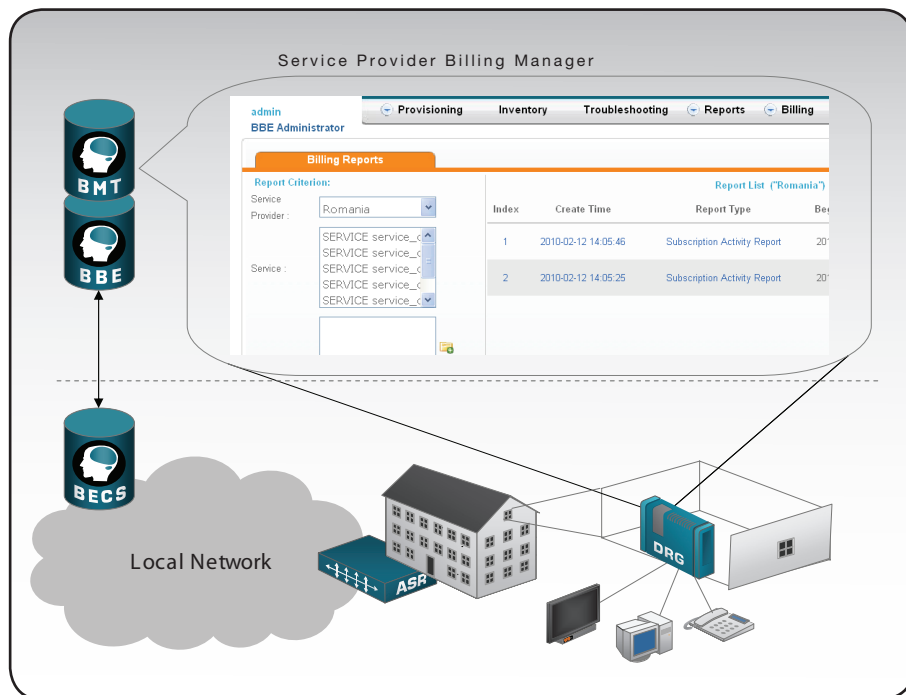 Service Provider Billing Manager
admin
BBE Administrator
Provisioning Inventory Troubleshooting Reports Billing
Billing Reports
Report Criterion:
Service
Provider :
Romania
Service :
SERVICE service_
SERVICE service_
SERVICE service_
SERVICE service_
SERVICE service_
Report List ("Romania")
Index Create Time Report Type Be
1 2010-02-12 14:05:46 Subscription Activity Report 20
2 2010-02-12 14:05:25 Subscription Activity Report 20
BMT
BBE
BECS
Local Network
ASR
DRG